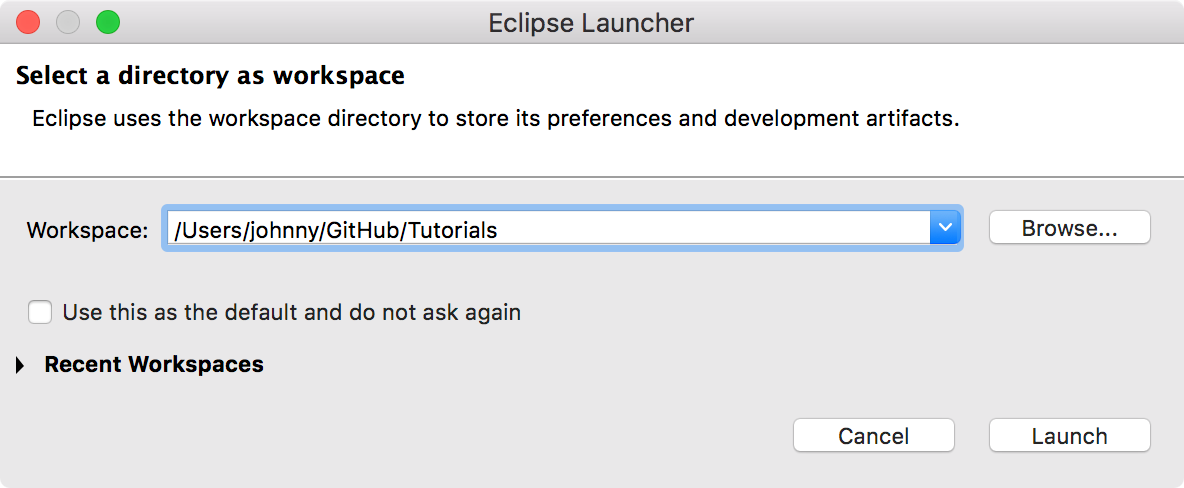 Eclipse Launcher
Select a directory as workspace
Eclipse uses the workspace directory to store its preferences and development artifacts.
Workspace: /Users/johnny/GitHub/Tutorials Browse...
Use this as the default and do not ask again
Recent Workspaces
Cancel Launch